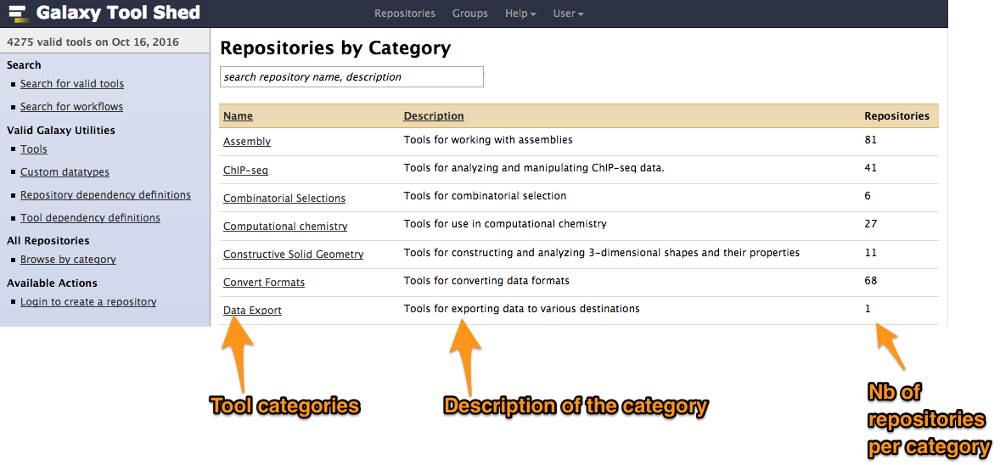 Galaxy Tool Shed
Repositories Groups Help User
4275 valid tools on Oct 16, 2016
Search
Search for valid tools
Search for workflows
Valid Galaxy Utilities
Tools
Custom datatypes
Repository dependency definitions
Tool dependency definitions
All Repositories
Browse by category
Available Actions
Login to create a repository
Repositories by Category
search repository name, description
Name Description Repositories
Assembly Tools for working with assemblies 81
ChIP-seq Tools for analyzing and manipulating ChIP-seq data. 41
Combinatorial Selections Tools for combinatorial selection 6
Computational chemistry Tools for use in computational chemistry 27
Constructive Solid Geometry Tools for constructing and analyzing 3-dimensional shapes and their properties 11
Convert Formats Tools for converting data formats 68
Data Export Tools for exporting data to various destinations 1
Tool categories
Description of the category
Nb of
repositories
per category